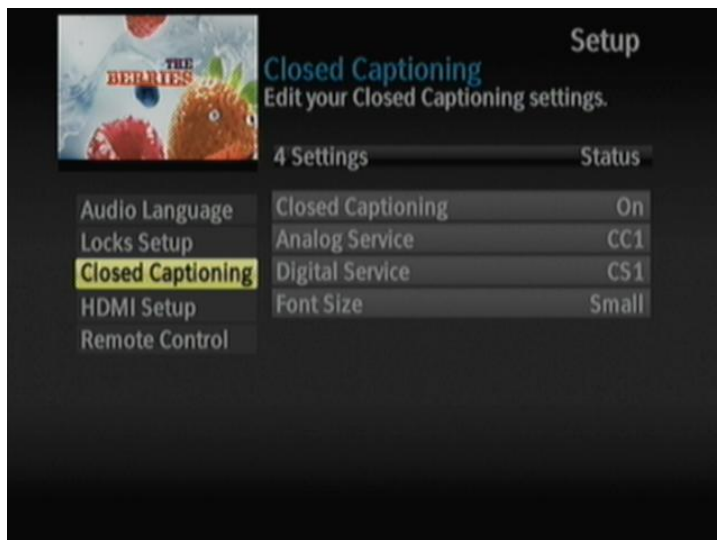 Setup
THE
BERRIES
Closed Captioning
Edit your Closed Captioning settings.
4 Settings Status
Audio Language
Locks Setup
Closed Captioning
HDMI Setup
Remote Control
Closed Captioning On
Analog Service CC1
Digital Service CS1
Font Size Small